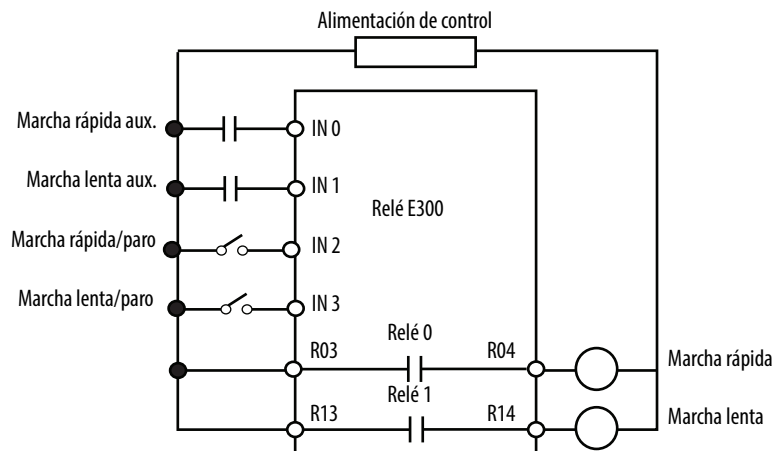 Alimentación de control
Marcha rápida aux.
IN 0
Marcha lenta aux.
IN 1
Relé E300
Marcha rápida/paro
IN 2
Marcha lenta/paro
IN 3
Relé 0
R03
R04
Marcha rápida
Relé 1
R13
R14
Marcha lenta